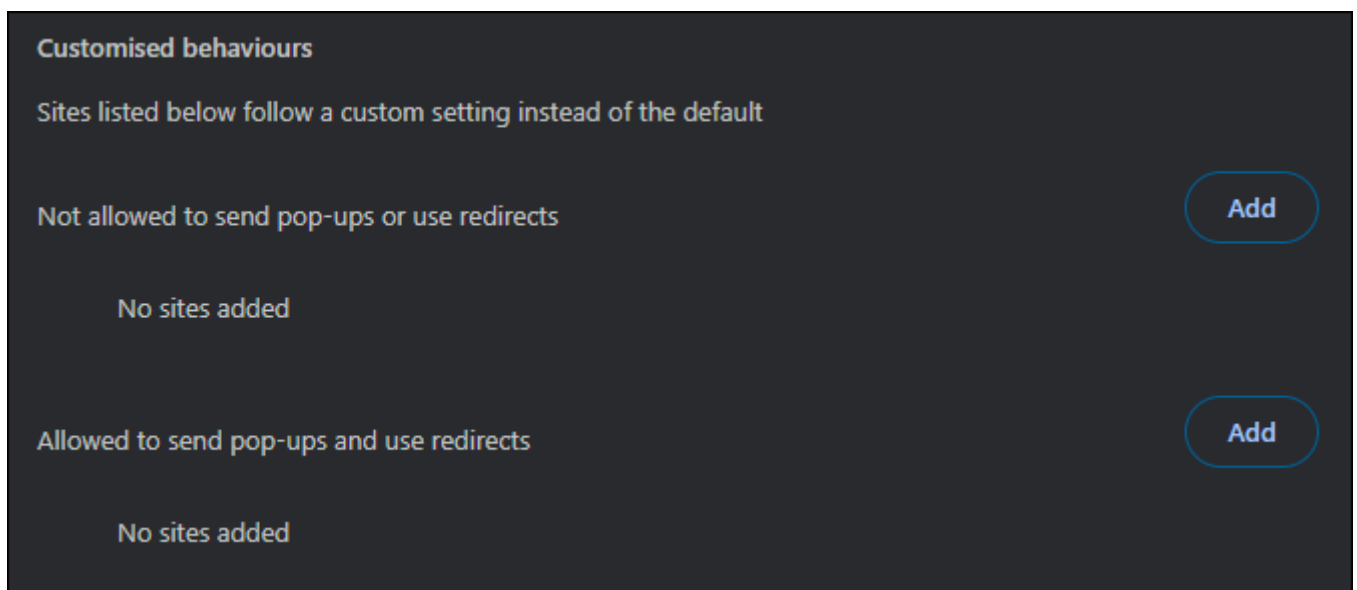 Customised behaviours
Sites listed below follow a custom setting instead of the default
Not allowed to send pop-ups or use redirects
Add
No sites added
Allowed to send pop-ups and use redirects
Add
No sites added